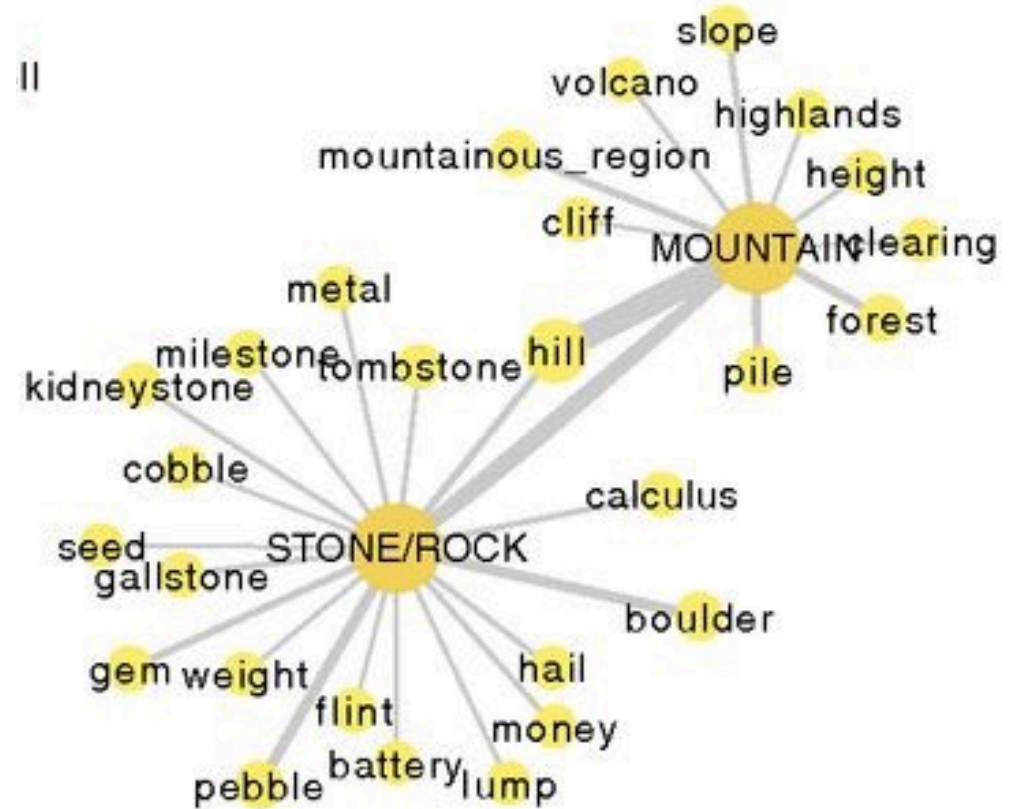 slope
ll
volcano
highlands
mountainous_region
height
cliff
MOUNTAIN
clearing
metal
forest
milestone
tombstone
hill
kidneystone
pile
cobble
calculus
seed
STONE/ROCK
gallstone
boulder
gem
weight
hail
flint
money
battery
pebble
lump